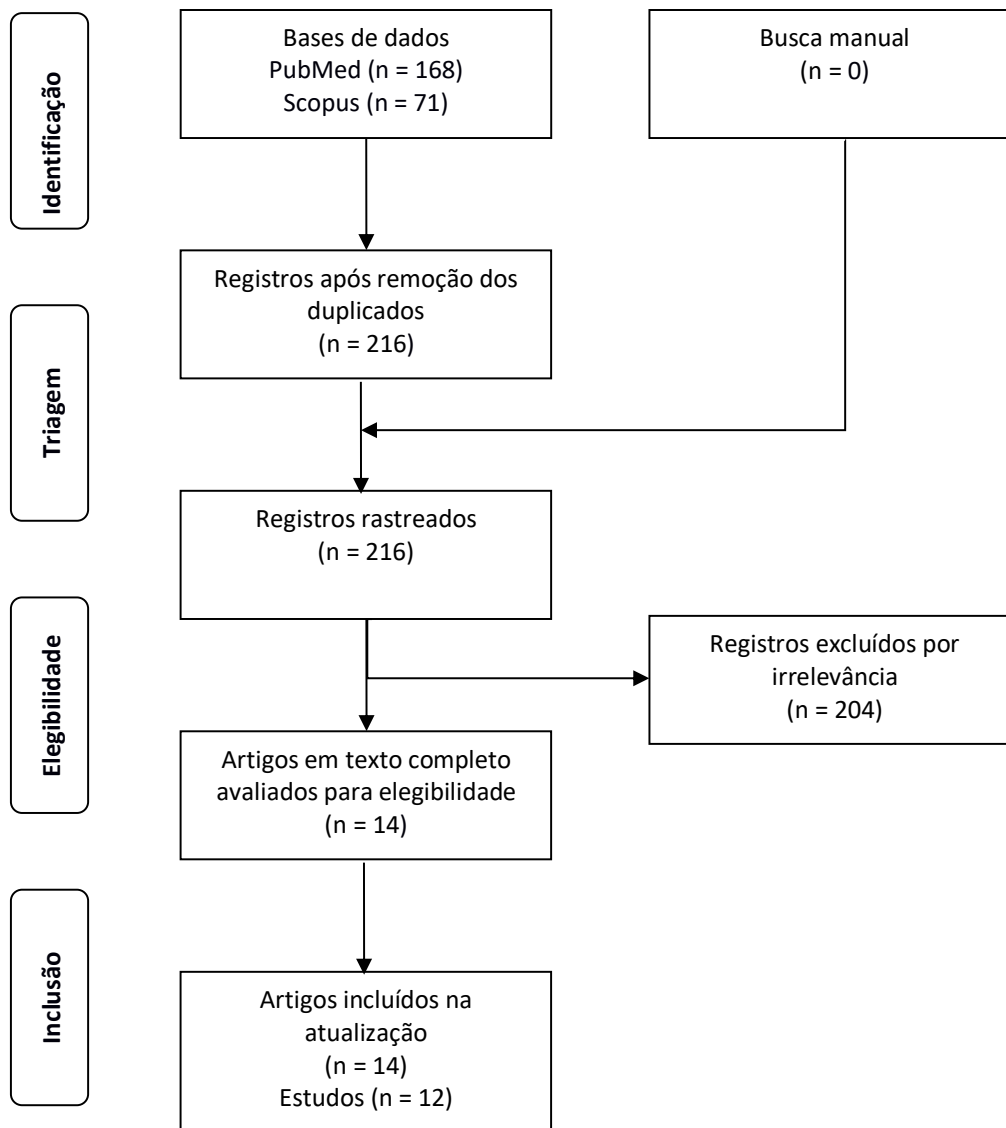 Identificação
Bases de dados
PubMed (n = 168)
Scopus (n = 71)
Busca manual
(n = 0)
Triagem
Registros após remoção dos
duplicados
(n = 216)
Registros rastreados
(n = 216)
Elegibilidade
Registros excluídos por
irrelevância
(n = 204)
Artigos em texto completo
avaliados para elegibilidade
(n = 14)
Inclusão
Artigos incluídos na
atualização
(n = 14)
Estudos (n = 12)